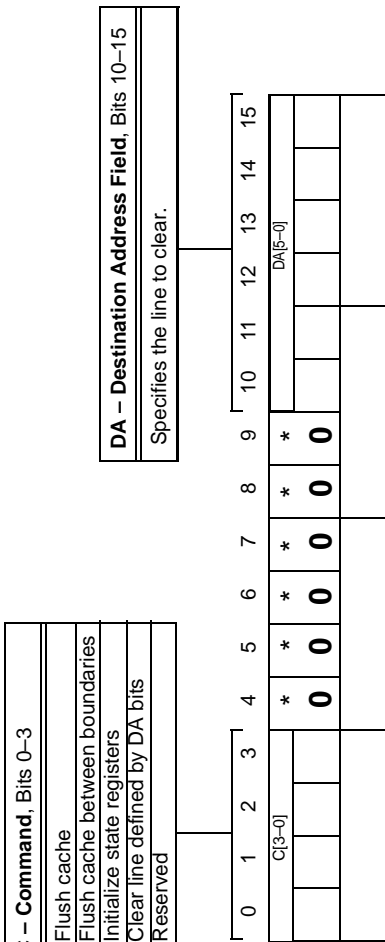 – Command, Bits 0–3
Flush cache
Flush cache between boundaries
Initialize state registers
Clear line defined by DA bits
Reserved
DA – Destination Address Field, Bits 10–15
Specifies the line to clear.
0 1 2 3 4 5 6 7 8 9 10 11 12 13 14 15
C[3–0] * * * * * * DA[5–0]
0 0 0 0 0 0